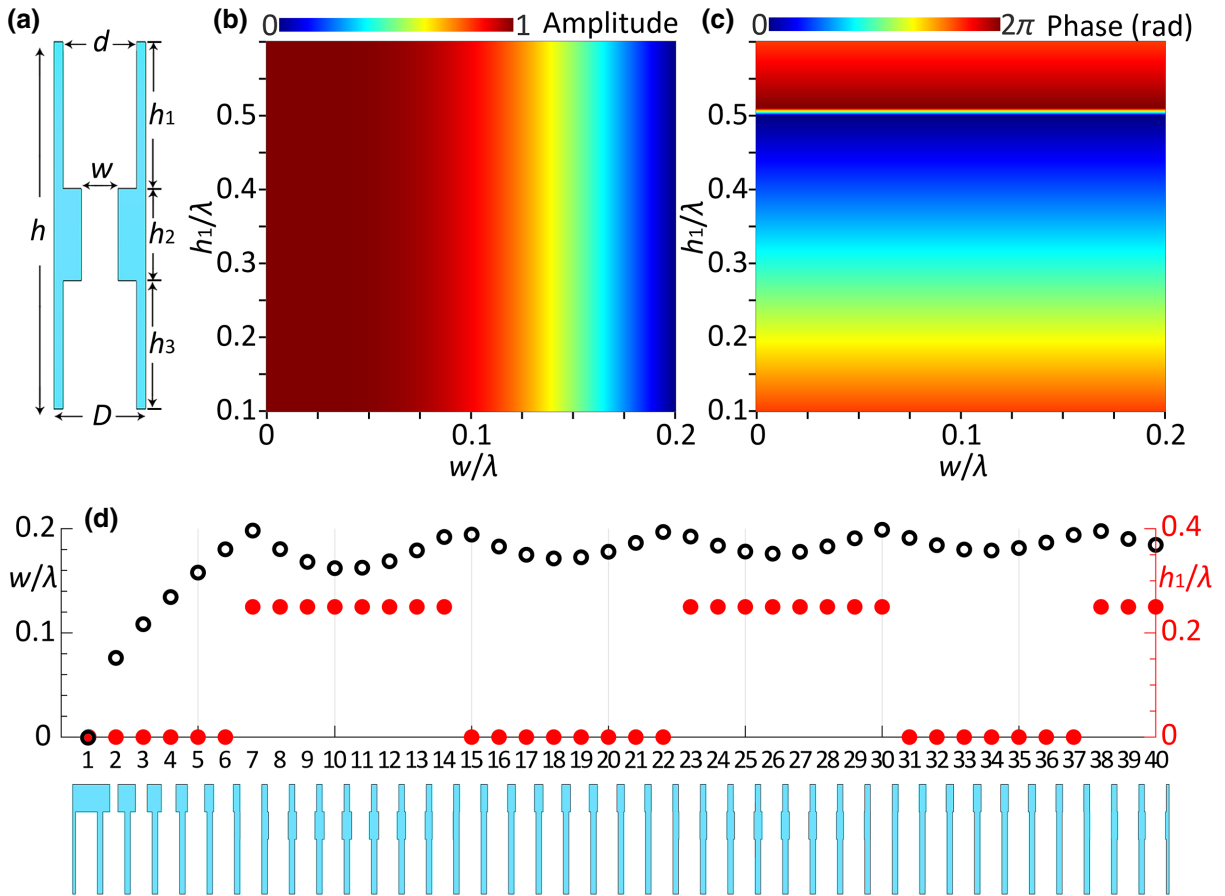 (a)
d
h1
w
h
h2
h3
D
(b)
0 1 Amplitude
0.5
0.4
h1/λ
0.3
0.2
0.1
0 0.1 0.2
w/λ
(c)
0 2π Phase (rad)
0.5
0.4
h1/λ
0.3
0.2
0.1
0 0.1 0.2
w/λ
(d)
0.2
w/λ
0.1
0
0.4
h1/λ
0.2
0
1 2 3 4 5 6 7 8 9 10 11 12 13 14 15 16 17 18 19 20 21 22 23 24 25 26 27 28 29 30 31 32 33 34 35 36 37 38 39 40